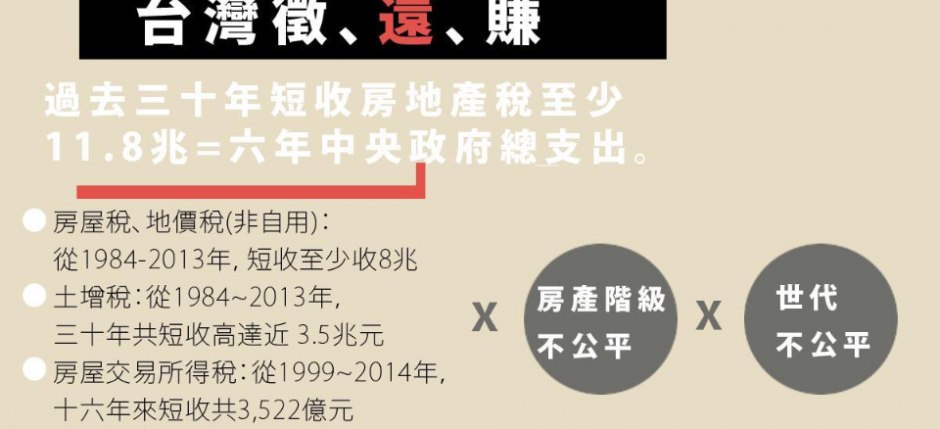 台灣徵、還、賺
過去三十年短收房地產稅至少
11.8兆=六年中央政府總支出。
房屋稅、地價稅(非自用)：
從1984-2013年, 短收至少收8兆
土增稅：從1984~2013年,
三十年共短收高達近 3.5兆元
房屋交易所得稅：從1999~2014年,
十六年來短收共3,522億元
X
房產階級
不公平
X
世代
不公平